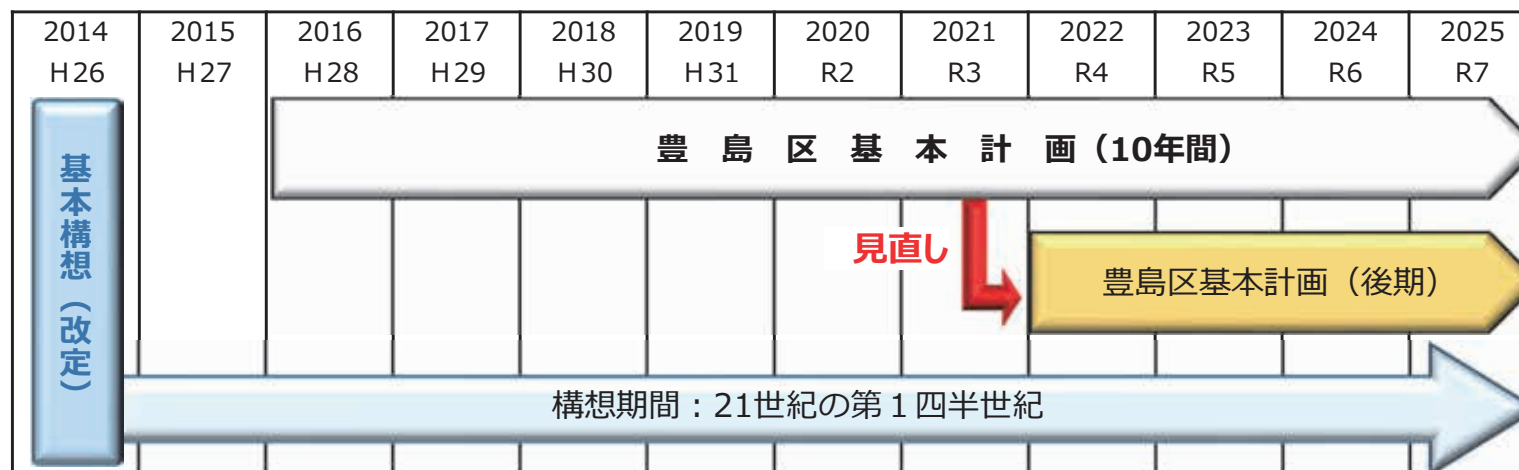 2014 2015 2016 2017 2018 2019 2020 2021 2022 2023 2024 2025
H26 H27 H28 H29 H30 H31 R2 R3 R4 R5 R6 R7
基本構想（改定）
豊島区基本計画（10年間）
見直し
豊島区基本計画（後期）
構想期間：21世紀の第１四半世紀